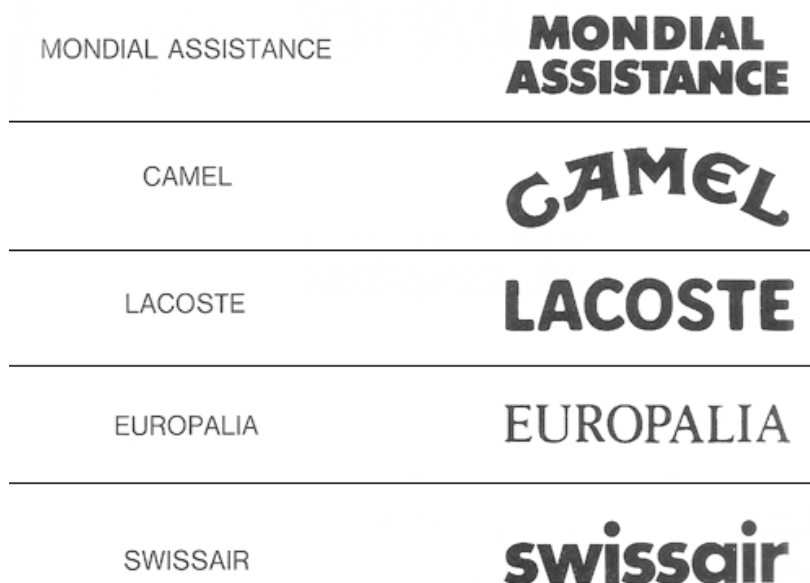 MONDIAL ASSISTANCE
MONDIAL
ASSISTANCE
CAMEL
CAMEL
LACOSTE
LACOSTE
EUROPALIA
EUROPALIA
SWISSAIR
swissair